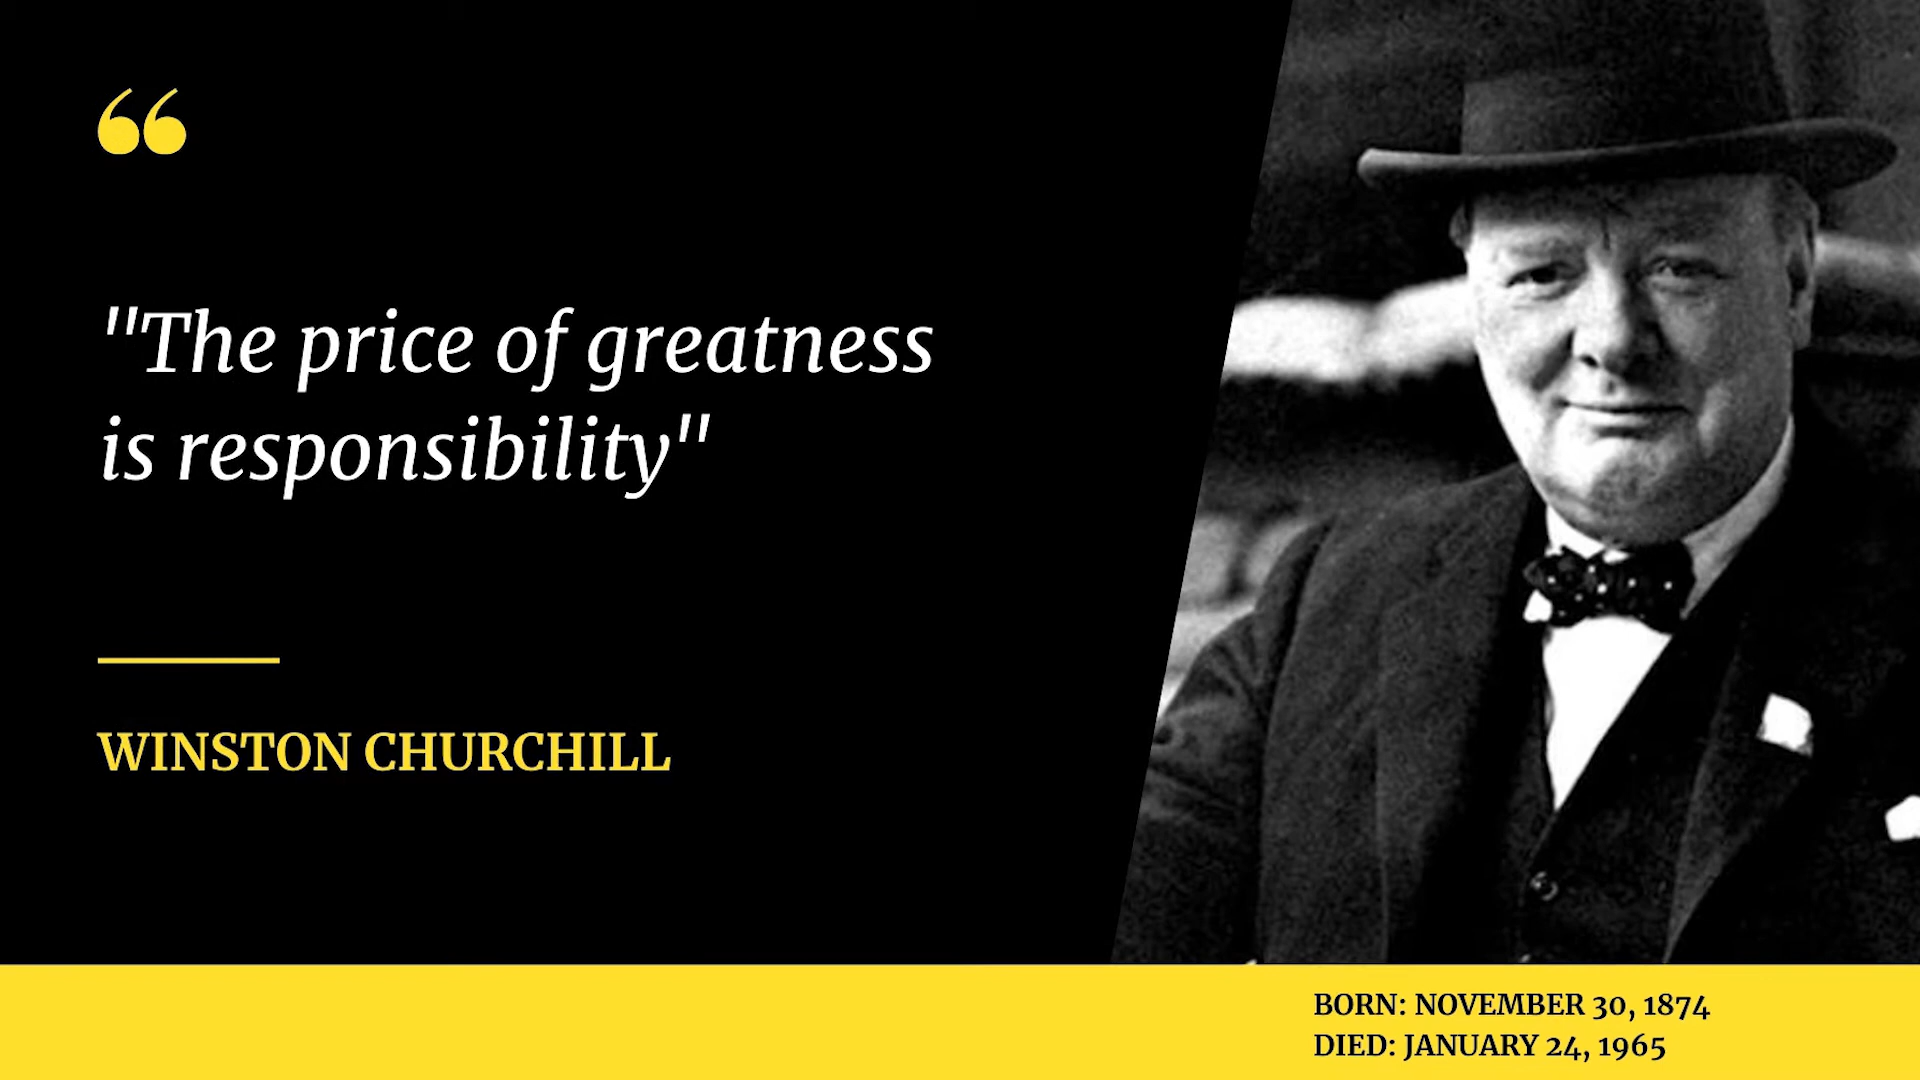 "The price of greatness
is responsibility"
WINSTON CHURCHILL
BORN: NOVEMBER 30, 1874
DIED: JANUARY 24, 1965